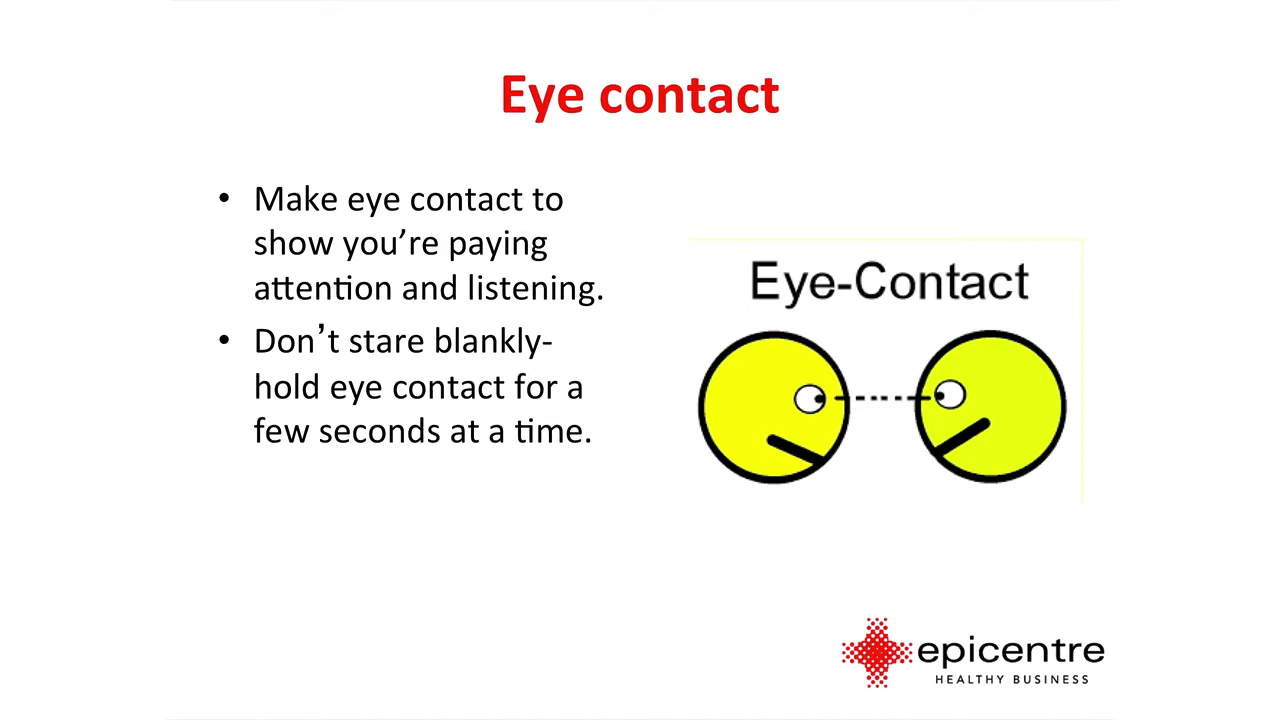 Eye contact
• Make eye contact to
show you’re paying
attention and listening.
• Don’t stare blankly-
hold eye contact for a
few seconds at a time.
Eye-Contact
epicentre
HEALTHY BUSINESS